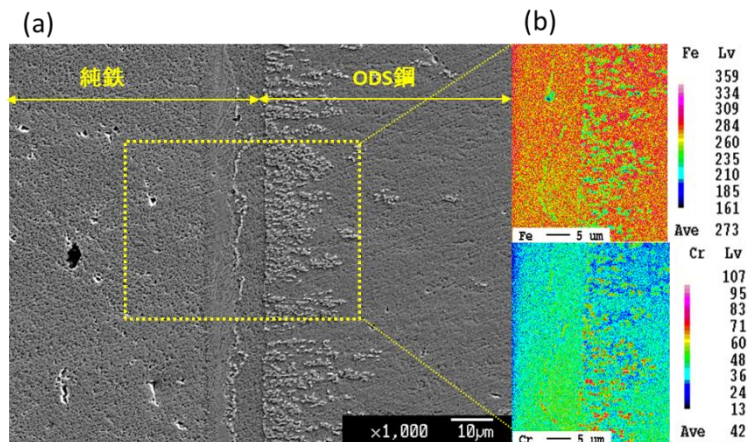 (a)
(b)
純鉄
ODS鋼
×1,000 10μm
Fe Lv
359
334
309
284
260
235
210
185
161
Ave 273
Fe 5 um
Cr Lv
107
95
83
71
60
48
36
24
13
Ave 42
Cr 5 um